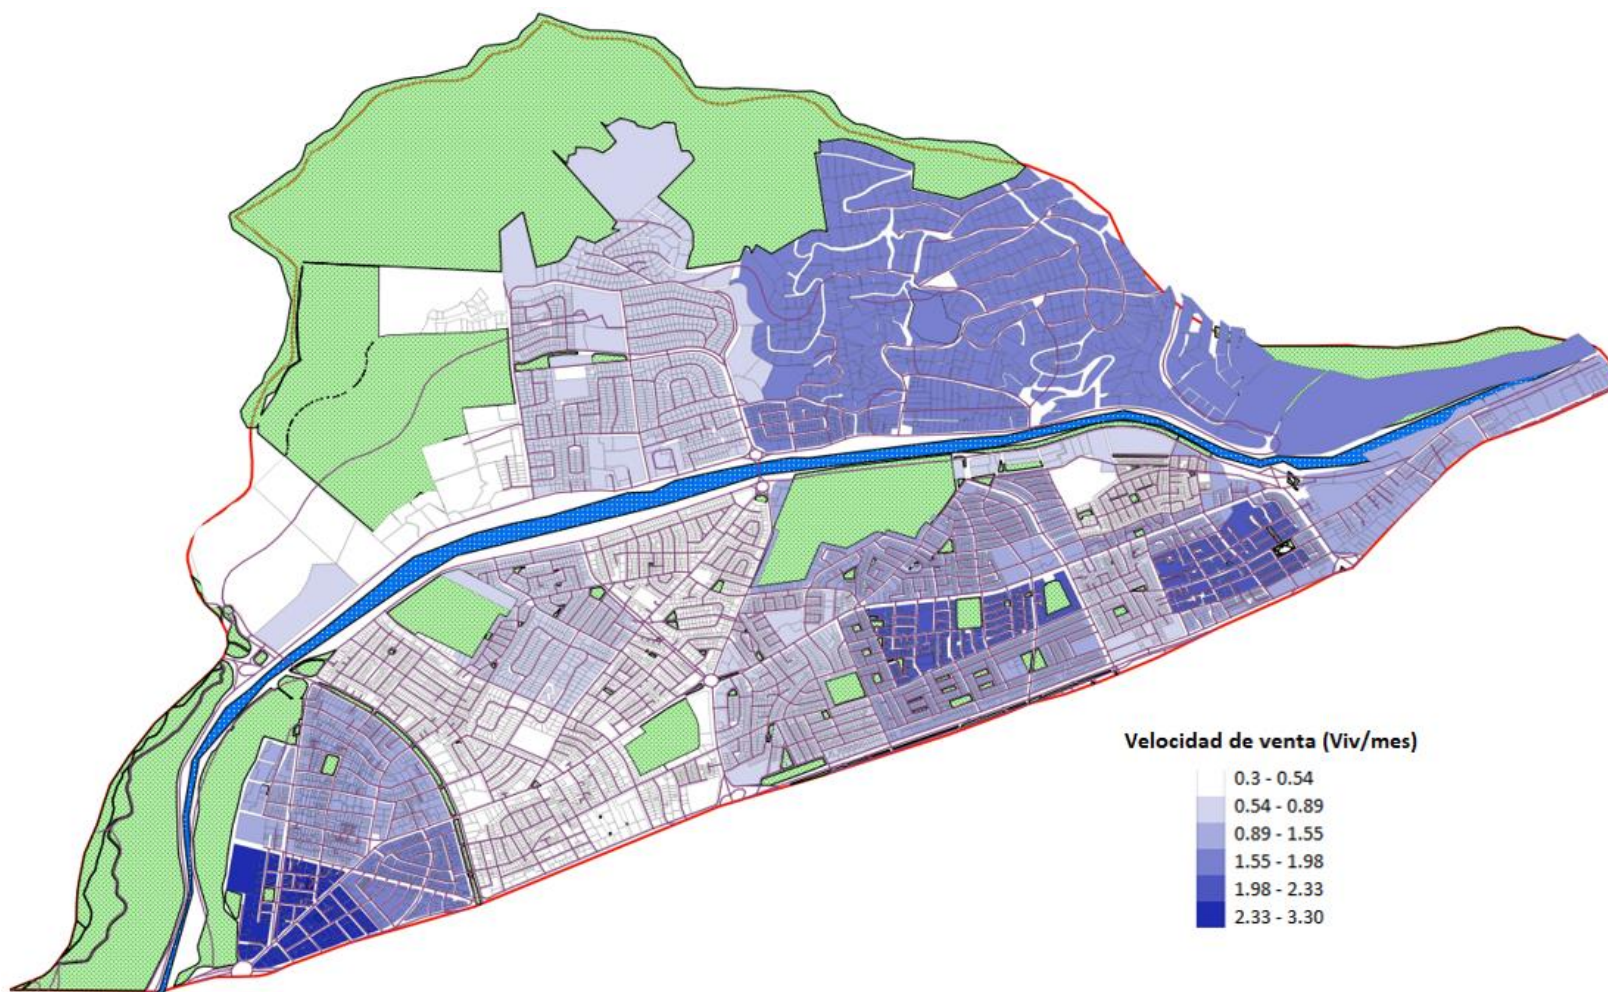 Velocidad de venta (Viv/mes)
0.3 - 0.54
0.54 - 0.89
0.89 - 1.55
1.55 - 1.98
1.98 - 2.33
2.33 - 3.30